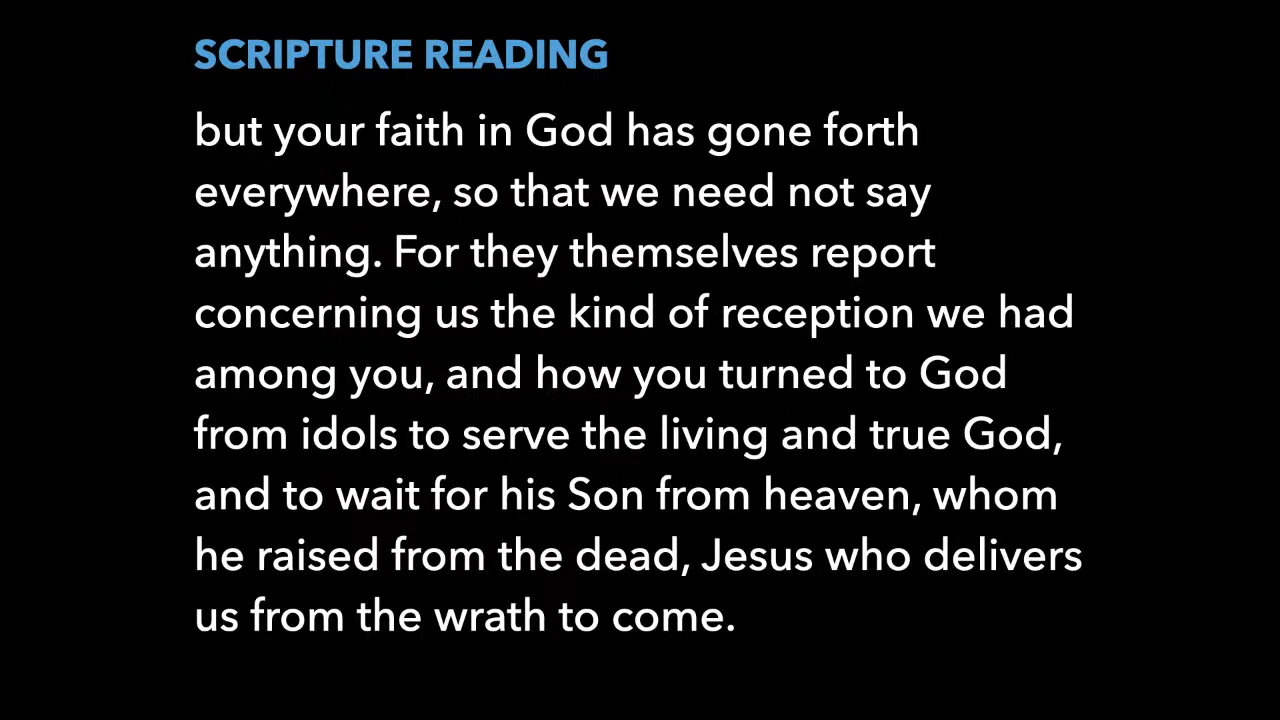 SCRIPTURE READING
but your faith in God has gone forth
everywhere, so that we need not say
anything. For they themselves report
concerning us the kind of reception we had
among you, and how you turned to God
from idols to serve the living and true God,
and to wait for his Son from heaven, whom
he raised from the dead, Jesus who delivers
us from the wrath to come.